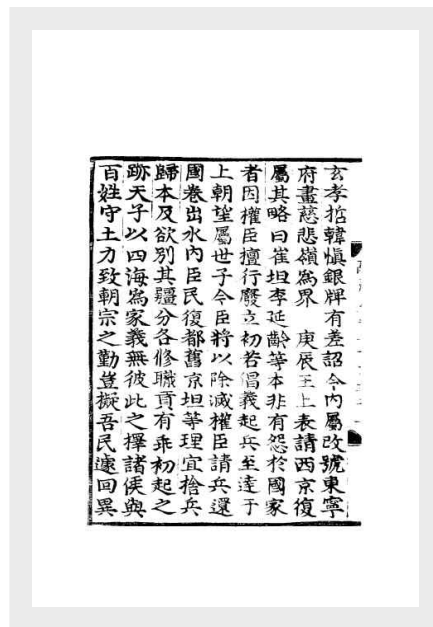 玄孝哲韓愼銀牌有差詔令內屬改號東寧
府畫慈悲嶺爲界　庚辰王上表請西京復
屬其略曰崔坦李延齡等本非有怨於國家
者因權臣擅行廢立初若倡義起兵至達于
上朝望屬世子今臣將以除滅權臣請兵還
國卷出水內臣民復都舊京坦等理宜捨兵
歸本及欲別其疆分各修職貢有乖初起之
跡天子以四海爲家義無彼此之擇諸侯與
百姓守土力致朝宗之勤豈擬吾民遽回異